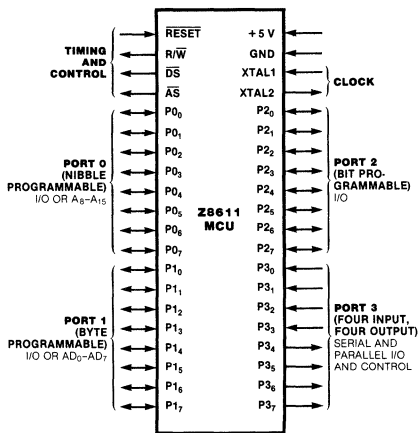 TIMING
AND
CONTROL
RESET
R/W
DS
AS
PORT 0
(NIBBLE
PROGRAMMABLE)
I/O OR A₈–A₁₅
P0₀
P0₁
P0₂
P0₃
P0₄
P0₅
P0₆
P0₇
PORT 1
(BYTE
PROGRAMMABLE)
I/O OR AD₀–AD₇
P1₀
P1₁
P1₂
P1₃
P1₄
P1₅
P1₆
P1₇
Z8611
MCU
+5 V
GND
XTAL1
XTAL2
CLOCK
P2₀
P2₁
P2₂
P2₃
P2₄
P2₅
P2₆
P2₇
PORT 2
(BIT PRO-
GRAMMABLE)
I/O
P3₀
P3₁
P3₂
P3₃
P3₄
P3₅
P3₆
P3₇
PORT 3
(FOUR INPUT,
FOUR OUTPUT)
SERIAL AND
PARALLEL I/O
AND CONTROL